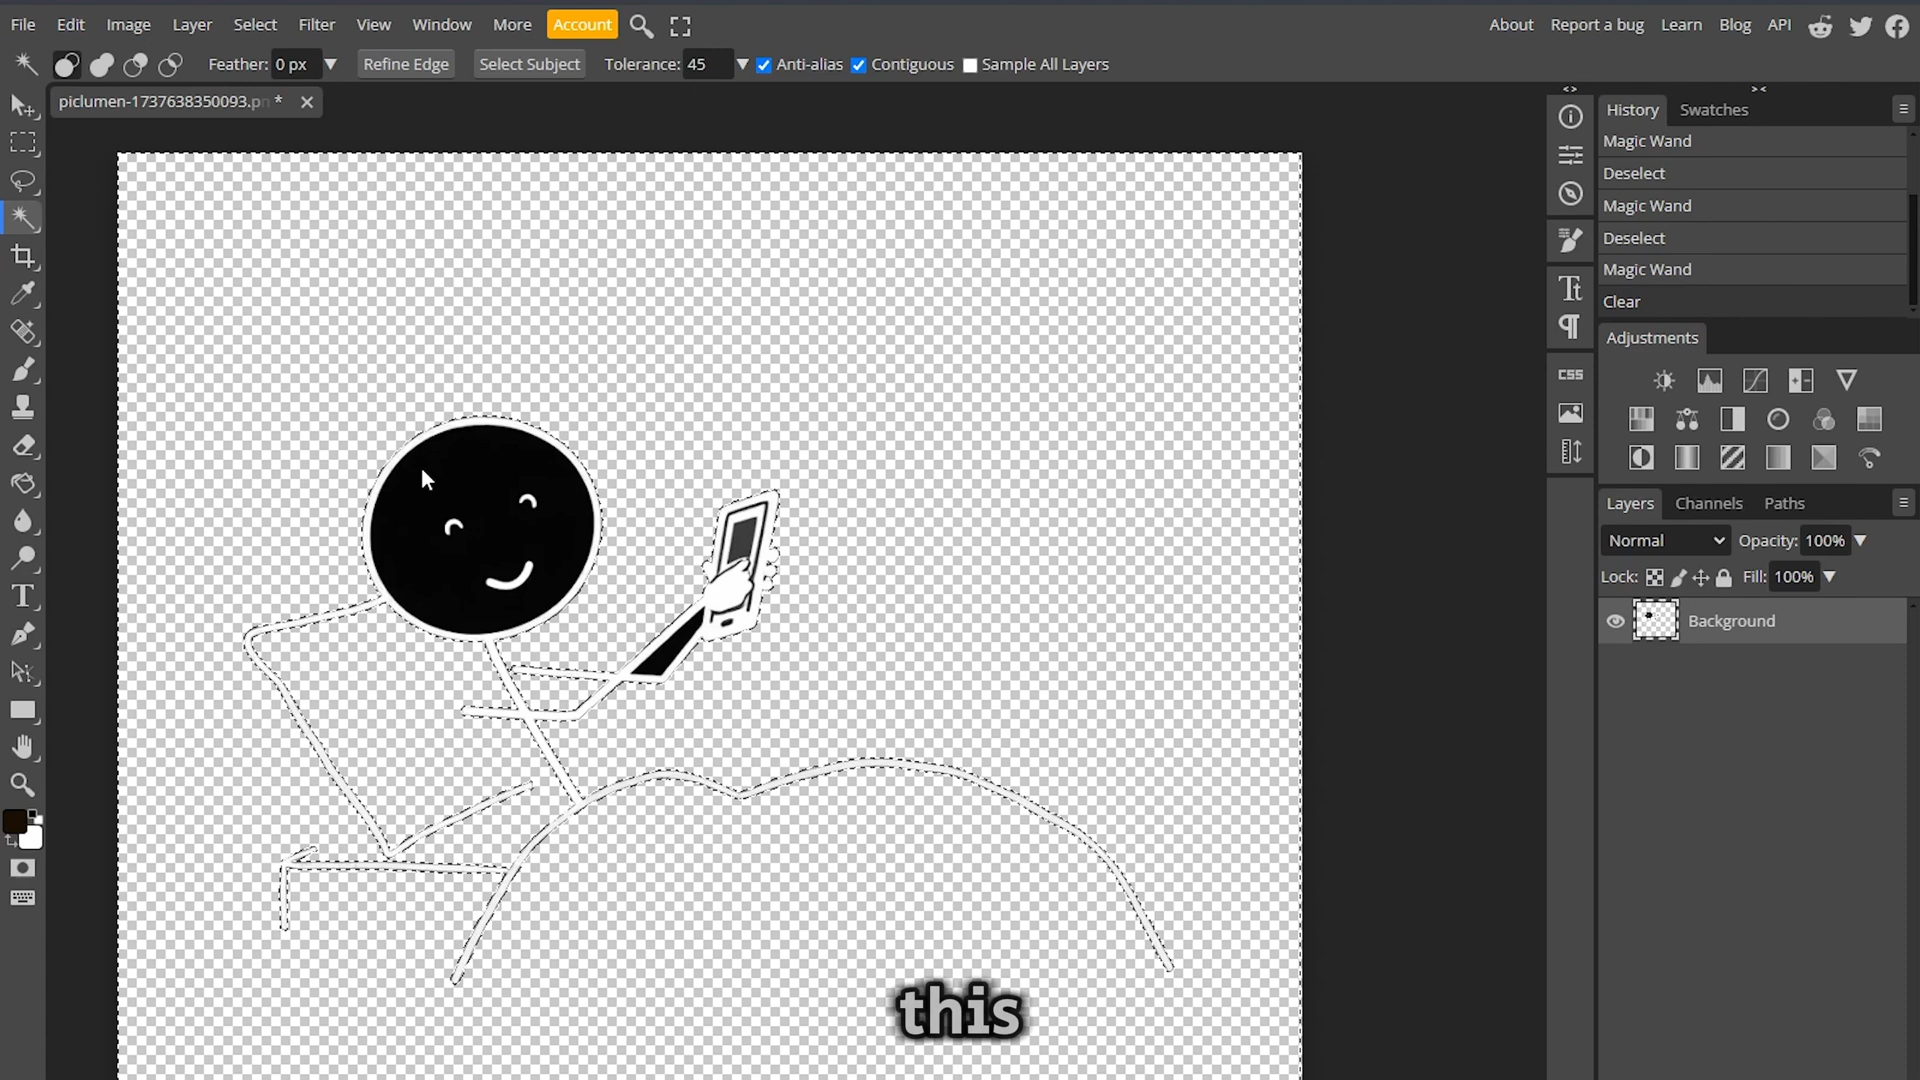 File Edit Image Layer Select Filter View Window More Account About Report a bug Learn Blog API
Feather: 0 px Refine Edge Select Subject Tolerance: 45 Anti-alias Contiguous Sample All Layers
piclumen-1737638350093.pn *
History Swatches
Magic Wand
Deselect
Magic Wand
Deselect
Magic Wand
Clear
Adjustments
CSS
Layers Channels Paths
Normal Opacity: 100%
Lock: Fill: 100%
Background
this